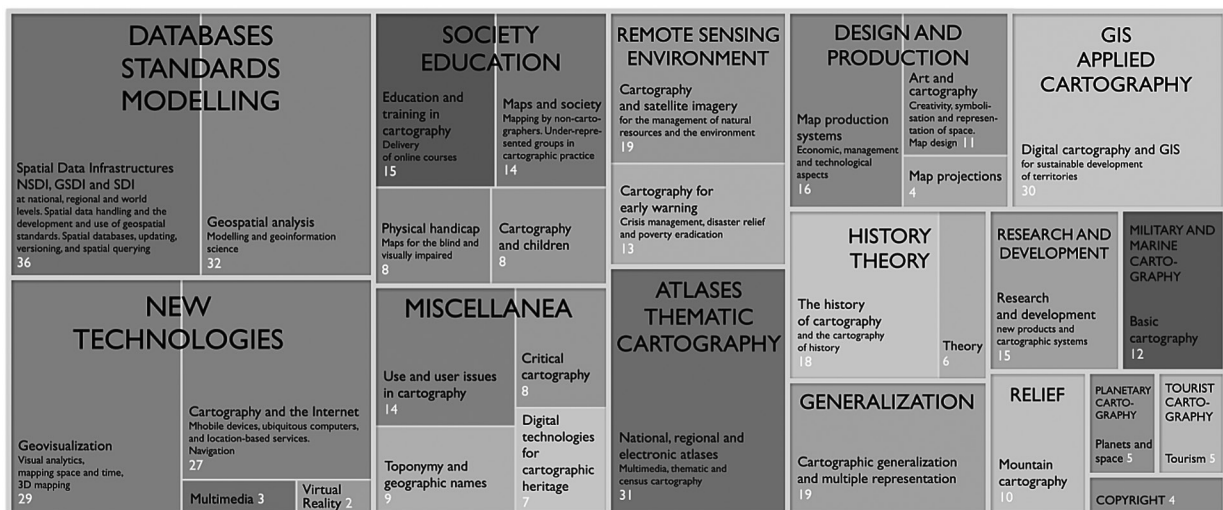 DATABASES
STANDARDS
MODELLING
Spatial Data Infrastructures
NSDI, GSDI and SDI
at national, regional and world
levels. Spatial data handling and the
development and use of geospatial
standards. Spatial databases, updating,
versioning, and spatial querying
36
Geospatial analysis
Modelling and geoinformation
science
32
SOCIETY
EDUCATION
Education and
training in
cartography
Delivery
of online courses
15
Maps and society
Mapping by non-carto-
graphers. Under-repre-
sented groups in
cartographic practice
14
Physical handicap
Maps for the blind and
visually impaired
8
Cartography
and children
8
REMOTE SENSING
ENVIRONMENT
Cartography
and satellite imagery
for the management of natural
resources and the environment
19
Cartography for
early warning
Crisis management, disaster relief
and poverty eradication
13
DESIGN AND
PRODUCTION
Map production
systems
Economic, management
and technological
aspects
16
Art and
cartography
Creativity, symboli-
sation and represen-
tation of space.
Map design 11
Map projections
4
GIS
APPLIED
CARTOGRAPHY
Digital cartography and GIS
for sustainable development
of territories
30
NEW
TECHNOLOGIES
Geovisualization
Visual analytics,
mapping space and time,
3D mapping
29
Cartography and the Internet
Mhobile devices, ubiquitous computers,
and location-based services.
Navigation
27
Multimedia 3
Virtual
Reality 2
MISCELLANEA
Use and user issues
in cartography
14
Critical
cartography
8
Toponymy and
geographic names
9
Digital
technologies
for
cartographic
heritage
7
ATLASES
THEMATIC
CARTOGRAPHY
National, regional and
electronic atlases
Multimedia, thematic and
census cartography
31
HISTORY
THEORY
The history
of cartography
and the cartography
of history
18
Theory
6
RESEARCH AND
DEVELOPMENT
Research
and development
new products and
cartographic systems
15
MILITARY AND
MARINE
CARTO-
GRAPHY
Basic
cartography
12
GENERALIZATION
Cartographic generalization
and multiple representation
19
RELIEF
Mountain
cartography
10
PLANETARY
CARTO-
GRAPHY
Planets and
space 5
TOURIST
CARTO-
GRAPHY
Tourism 5
COPYRIGHT 4